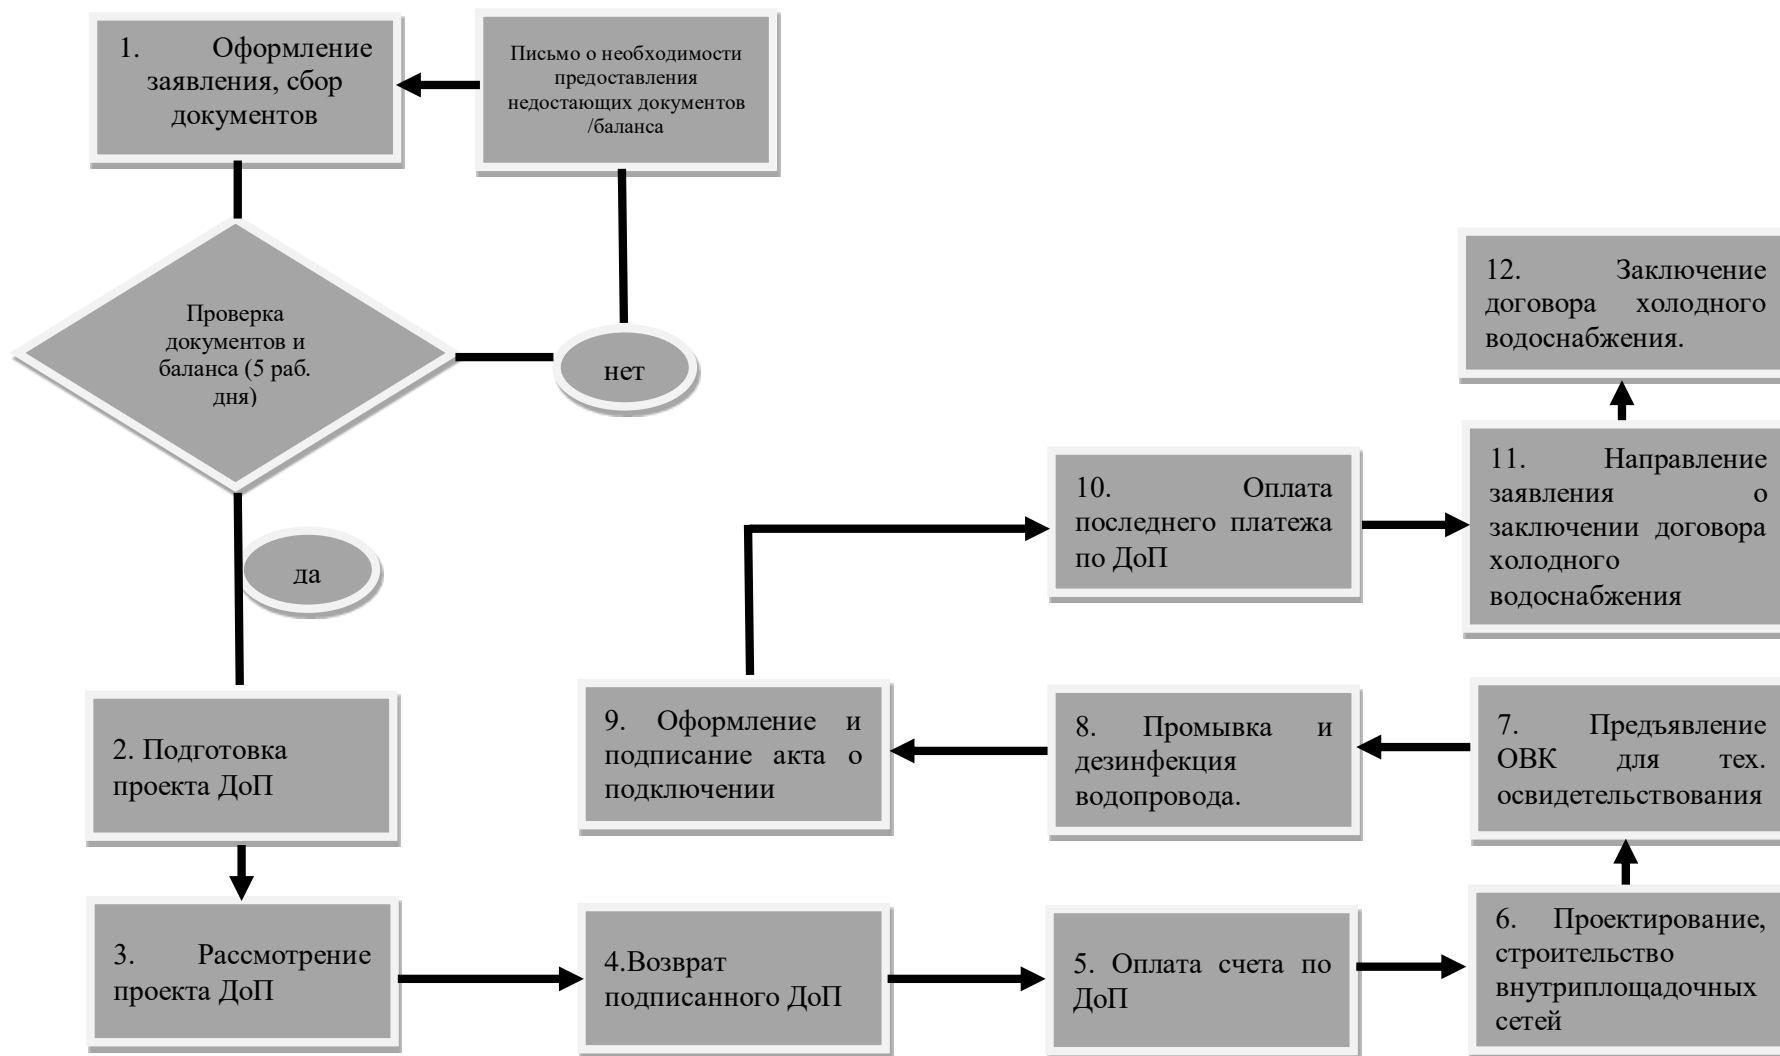 1. Оформление
заявления, сбор
документов
Письмо о необходимости
предоставления
недостающих документов
/баланса
Проверка
документов и
баланса (5 раб.
дня)
нет
да
2. Подготовка
проекта ДоП
3. Рассмотрение
проекта ДоП
4.Возврат
подписанного ДоП
5. Оплата счета по
ДоП
6. Проектирование,
строительство
внутриплощадочных
сетей
7. Предъявление
ОВК для тех.
освидетельствования
8. Промывка и
дезинфекция
водопровода.
9. Оформление и
подписание акта о
подключении
10. Оплата
последнего платежа
по ДоП
11. Направление
заявления о
заключении договора
холодного
водоснабжения
12. Заключение
договора холодного
водоснабжения.